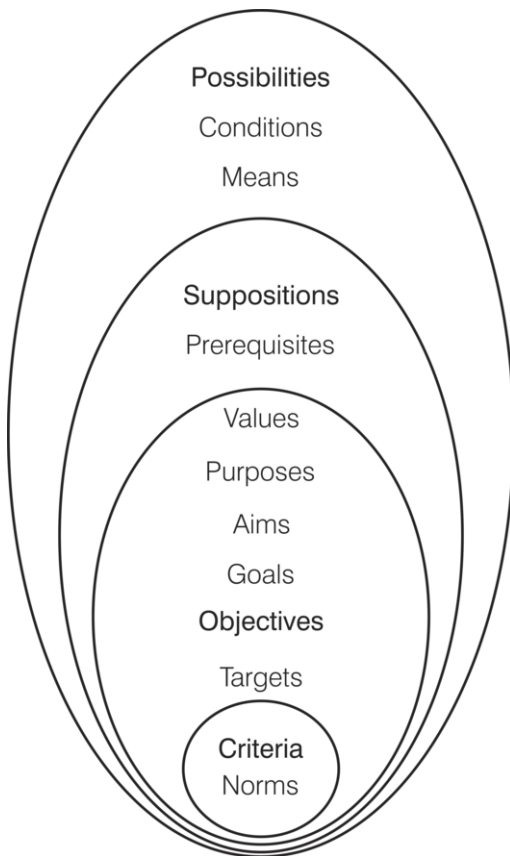 Possibilities
Conditions
Means
Suppositions
Prerequisites
Values
Purposes
Aims
Goals
Objectives
Targets
Criteria
Norms